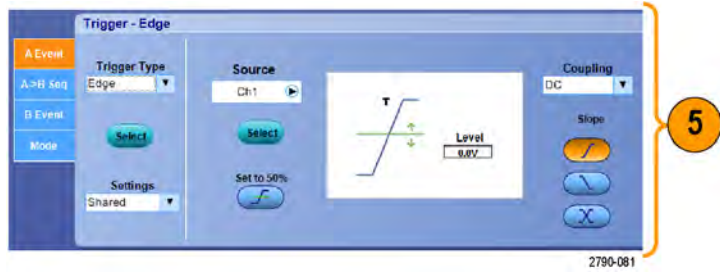 Trigger - Edge
A Event
A->B Seq
B Event
Mode
Trigger Type
Edge
Select
Settings
Shared
Source
Ch1
Select
Set to 50%
T
Level
0.0V
Coupling
DC
Slope
5
2790-081